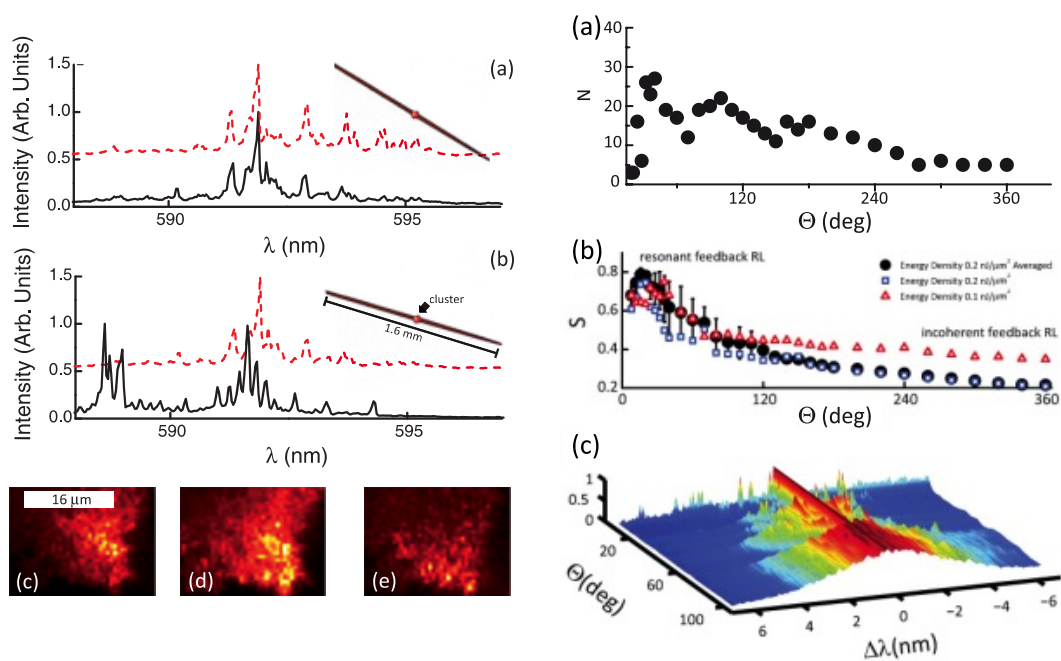 (a)
Intensity (Arb. Units)
1.5
1.0
0.5
0.0
590
595
λ (nm)
(b)
Intensity (Arb. Units)
1.5
1.0
0.5
0.0
cluster
1.6 mm
590
595
λ (nm)
16 μm
(c)
(d)
(e)
(a)
N
40
30
20
10
0
120
240
360
Θ (deg)
(b)
S
0.8
0.6
0.4
0.2
resonant feedback RL
Energy Density 0.2 nJ/μm² Averaged
Energy Density 0.2 nJ/μm²
Energy Density 0.1 nJ/μm²
incoherent feedback RL
0
120
240
360
Θ (deg)
(c)
1
0.5
0
20
60
100
Θ(deg)
6
4
2
0
−2
−4
−6
Δλ(nm)